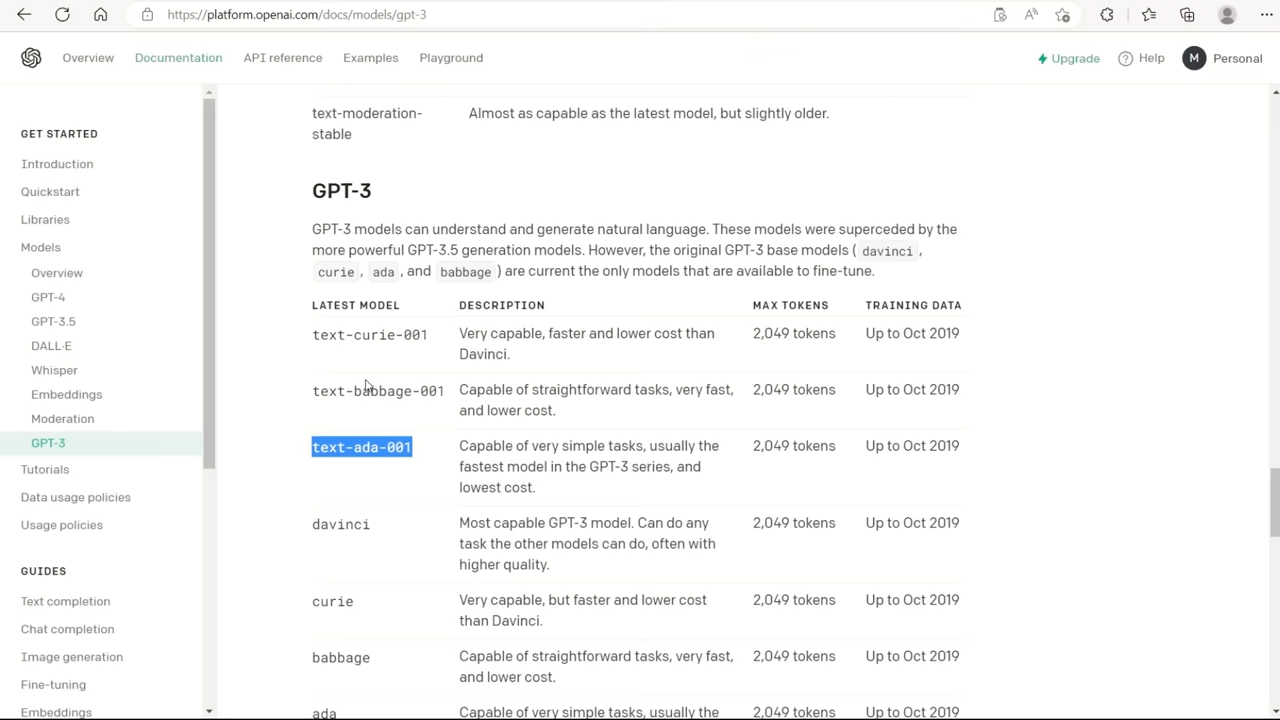 https://platform.openai.com/docs/models/gpt-3
Overview
Documentation
API reference
Examples
Playground
Upgrade
Help
M
Personal
GET STARTED
Introduction
Quickstart
Libraries
Models
Overview
GPT-4
GPT-3.5
DALL·E
Whisper
Embeddings
Moderation
GPT-3
Tutorials
Data usage policies
Usage policies
GUIDES
Text completion
Chat completion
Image generation
Fine-tuning
Embeddings
text-moderation-
stable
Almost as capable as the latest model, but slightly older.
GPT-3
GPT-3 models can understand and generate natural language. These models were superceded by the
more powerful GPT-3.5 generation models. However, the original GPT-3 base models ( davinci ,
curie , ada , and babbage ) are current the only models that are available to fine-tune.
LATEST MODEL DESCRIPTION MAX TOKENS TRAINING DATA
text-curie-001 Very capable, faster and lower cost than 2,049 tokens Up to Oct 2019
Davinci.
text-babbage-001 Capable of straightforward tasks, very fast, 2,049 tokens Up to Oct 2019
and lower cost.
text-ada-001 Capable of very simple tasks, usually the 2,049 tokens Up to Oct 2019
fastest model in the GPT-3 series, and
lowest cost.
davinci Most capable GPT-3 model. Can do any 2,049 tokens Up to Oct 2019
task the other models can do, often with
higher quality.
curie Very capable, but faster and lower cost 2,049 tokens Up to Oct 2019
than Davinci.
babbage Capable of straightforward tasks, very fast, 2,049 tokens Up to Oct 2019
and lower cost.
ada Capable of very simple tasks, usually the 2,049 tokens Up to Oct 2019